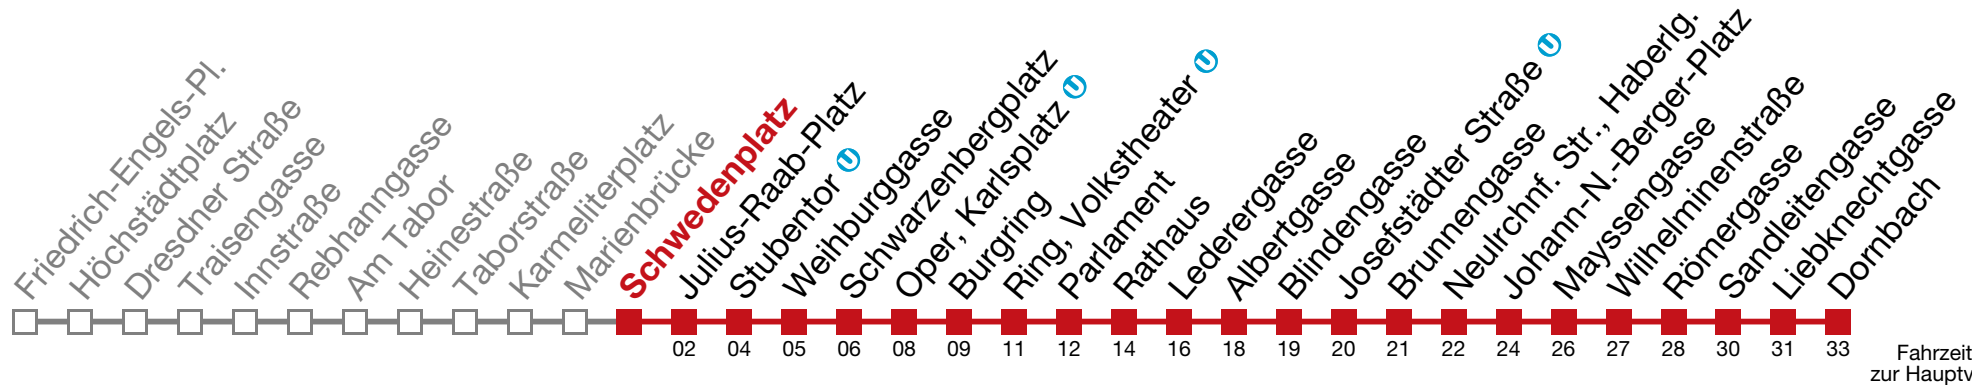 Friedrich-Engels-Pl.
Höchstädtplatz
Dresdner Straße
Traisengasse
Innstraße
Rebhanngasse
Am Tabor
Heinestraße
Taborstraße
Karmeliterplatz
Marienbrücke
Schwedenplatz
Julius-Raab-Platz
Stubentor U
Weihburggasse
Schwarzenbergplatz
Oper, Karlsplatz U
Burgring
Ring, Volkstheater U
Parlament
Rathaus
Lederergasse
Albertgasse
Blindengasse
Josefstädter Straße U
Brunnengasse
Neulrchnf. Str., Haberlg.
Johann-N.-Berger-Platz
Mayssengasse
Wilhelminenstraße
Römergasse
Sandleitengasse
Liebknechtgasse
Dornbach
02 04 05 06 08 09 11 12 14 16 18 19 20 21 22 24 26 27 28 30 31 33
Fahrzeit
zur Hauptv